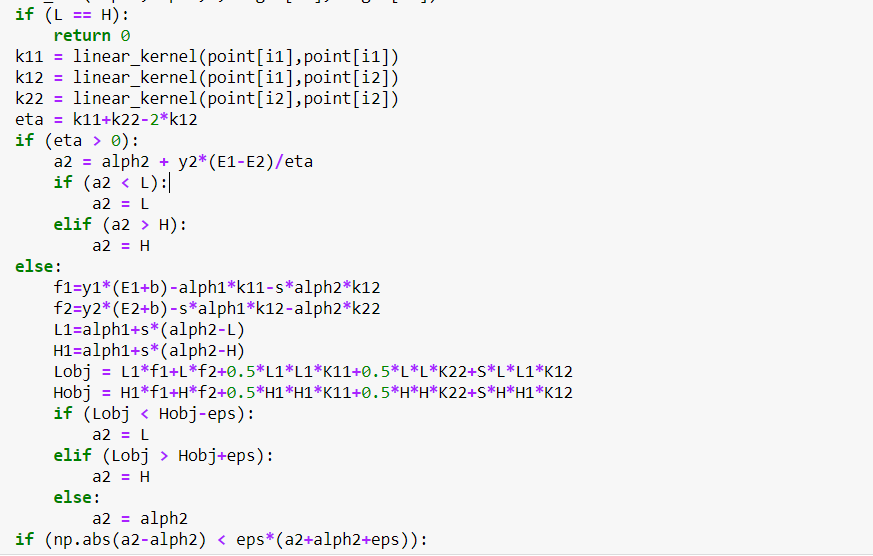 if (L == H):
    return 0
k11 = linear_kernel(point[i1],point[i1])
k12 = linear_kernel(point[i1],point[i2])
k22 = linear_kernel(point[i2],point[i2])
eta = k11+k22-2*k12
if (eta > 0):
    a2 = alph2 + y2*(E1-E2)/eta
    if (a2 < L):
        a2 = L
    elif (a2 > H):
        a2 = H
else:
    f1=y1*(E1+b)-alph1*k11-s*alph2*k12
    f2=y2*(E2+b)-s*alph1*k12-alph2*k22
    L1=alph1+s*(alph2-L)
    H1=alph1+s*(alph2-H)
    Lobj = L1*f1+L*f2+0.5*L1*L1*K11+0.5*L*L*K22+S*L*L1*K12
    Hobj = H1*f1+H*f2+0.5*H1*H1*K11+0.5*H*H*K22+S*H*H1*K12
    if (Lobj < Hobj-eps):
        a2 = L
    elif (Lobj > Hobj+eps):
        a2 = H
    else:
        a2 = alph2
if (np.abs(a2-alph2) < eps*(a2+alph2+eps)):